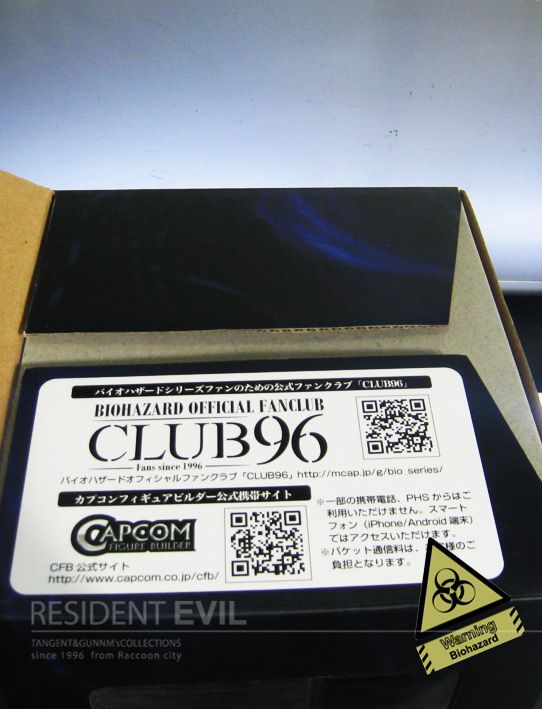 バイオハザードシリーズファンのための公式ファンクラブ「CLUB96」
BIOHAZARD OFFICIAL FANCLUB
CLUB96
Fans since 1996
バイオハザードオフィシャルファンクラブ「CLUB96」http://mcap.jp/g/bio_series/
カプコンフィギュアビルダー公式携帯サイト
CAPCOM
FIGURE BUILDER
CFB 公式サイト
http://www.capcom.co.jp/cfb/
※一部の携帯電話、PHSからはご
利用いただけません。スマート
フォン（iPhone/Android 端末）
ではアクセスいただけます。
※パケット通信料は、お客様のご
負担となります。
RESIDENT EVIL
TANGENT&GUNNM'sCOLLECTIONS
since 1996 from Raccoon city
Warning
Biohazard